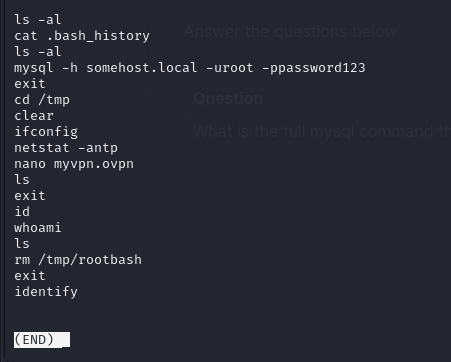 ls -al
cat .bash_history
Answer the questions below
ls -al
mysql -h somehost.local -uroot -ppassword123
exit
cd /tmp
Question
clear
ifconfig
What is the full mysql command
netstat -antp
nano myvpn.ovpn
ls
exit
id
whoami
ls
rm /tmp/rootbash
exit
identify
(END)